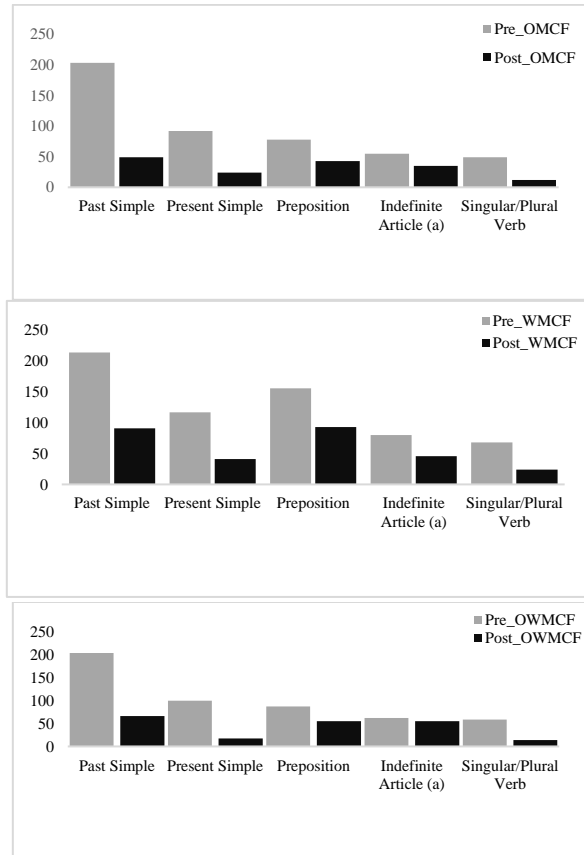 250
200
150
100
50
0
Pre_OMCF
Post_OMCF
Past Simple Present Simple Preposition Indefinite Article (a) Singular/Plural Verb
250
200
150
100
50
0
Pre_WMCF
Post_WMCF
Past Simple Present Simple Preposition Indefinite Article (a) Singular/Plural Verb
250
200
150
100
50
0
Pre_OWMCF
Post_OWMCF
Past Simple Present Simple Preposition Indefinite Article (a) Singular/Plural Verb